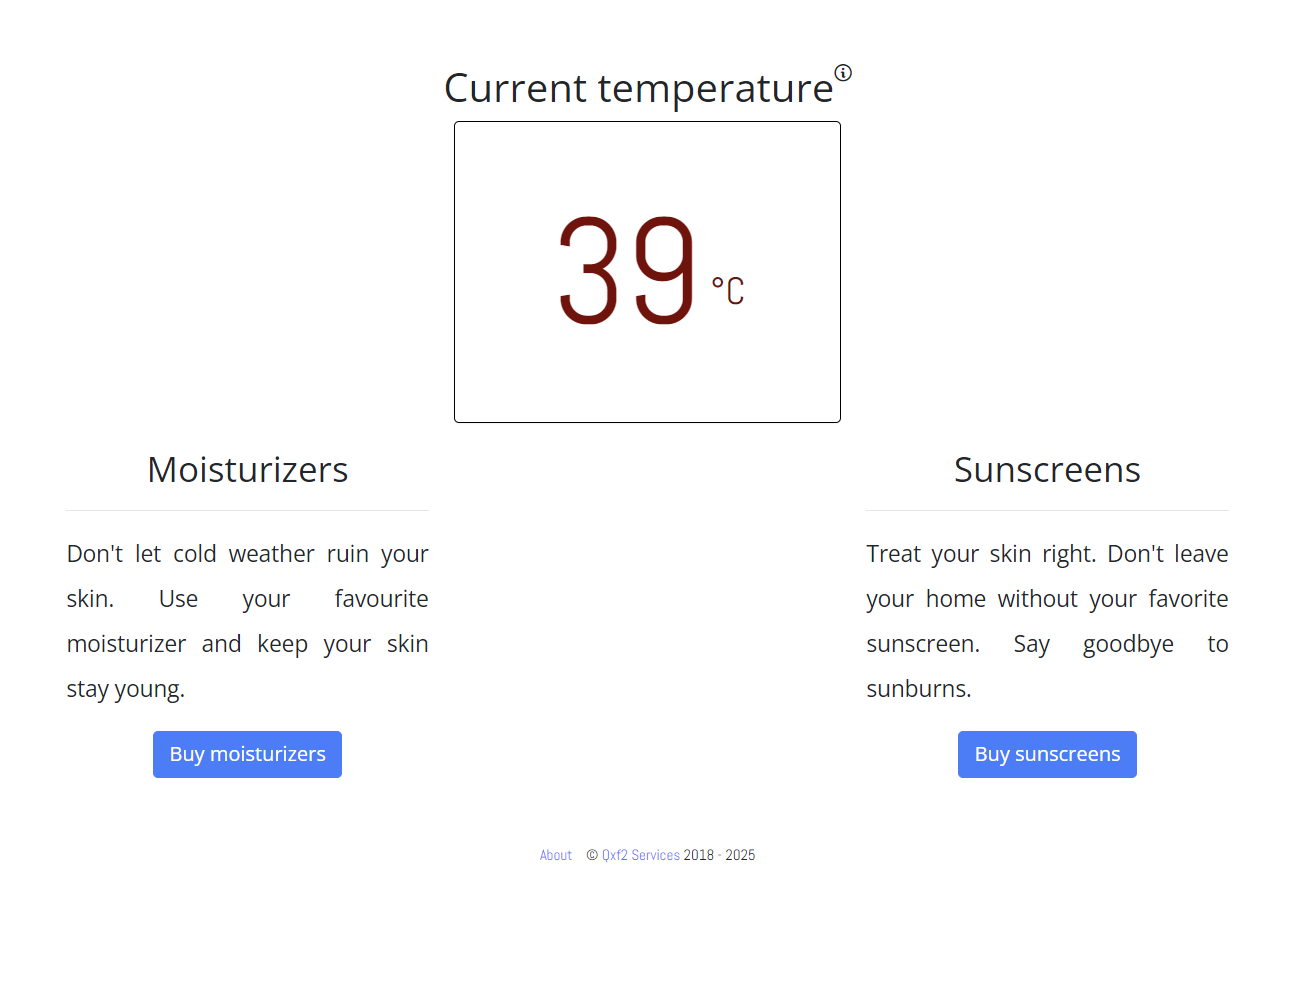 Current temperature
39 °C
Moisturizers
Don't let cold weather ruin your
skin. Use your favourite
moisturizer and keep your skin
stay young.
Buy moisturizers
Sunscreens
Treat your skin right. Don't leave
your home without your favorite
sunscreen. Say goodbye to
sunburns.
Buy sunscreens
About © Qxf2 Services 2018 - 2025